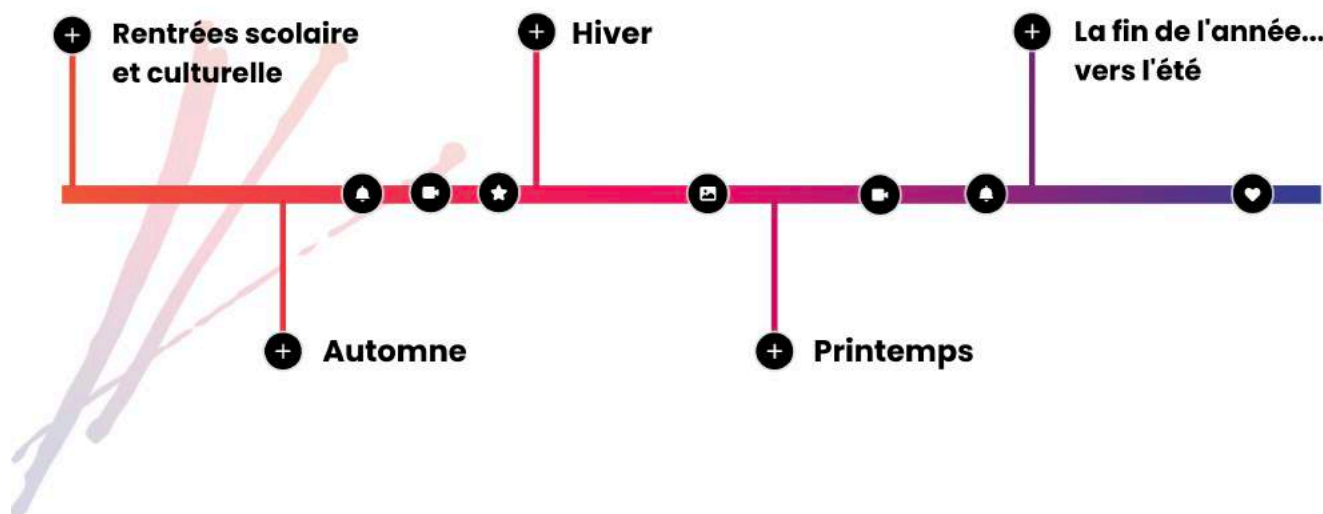 Rentrées scolaire
et culturelle
Hiver
La fin de l'année...
vers l'été
Automne
Printemps